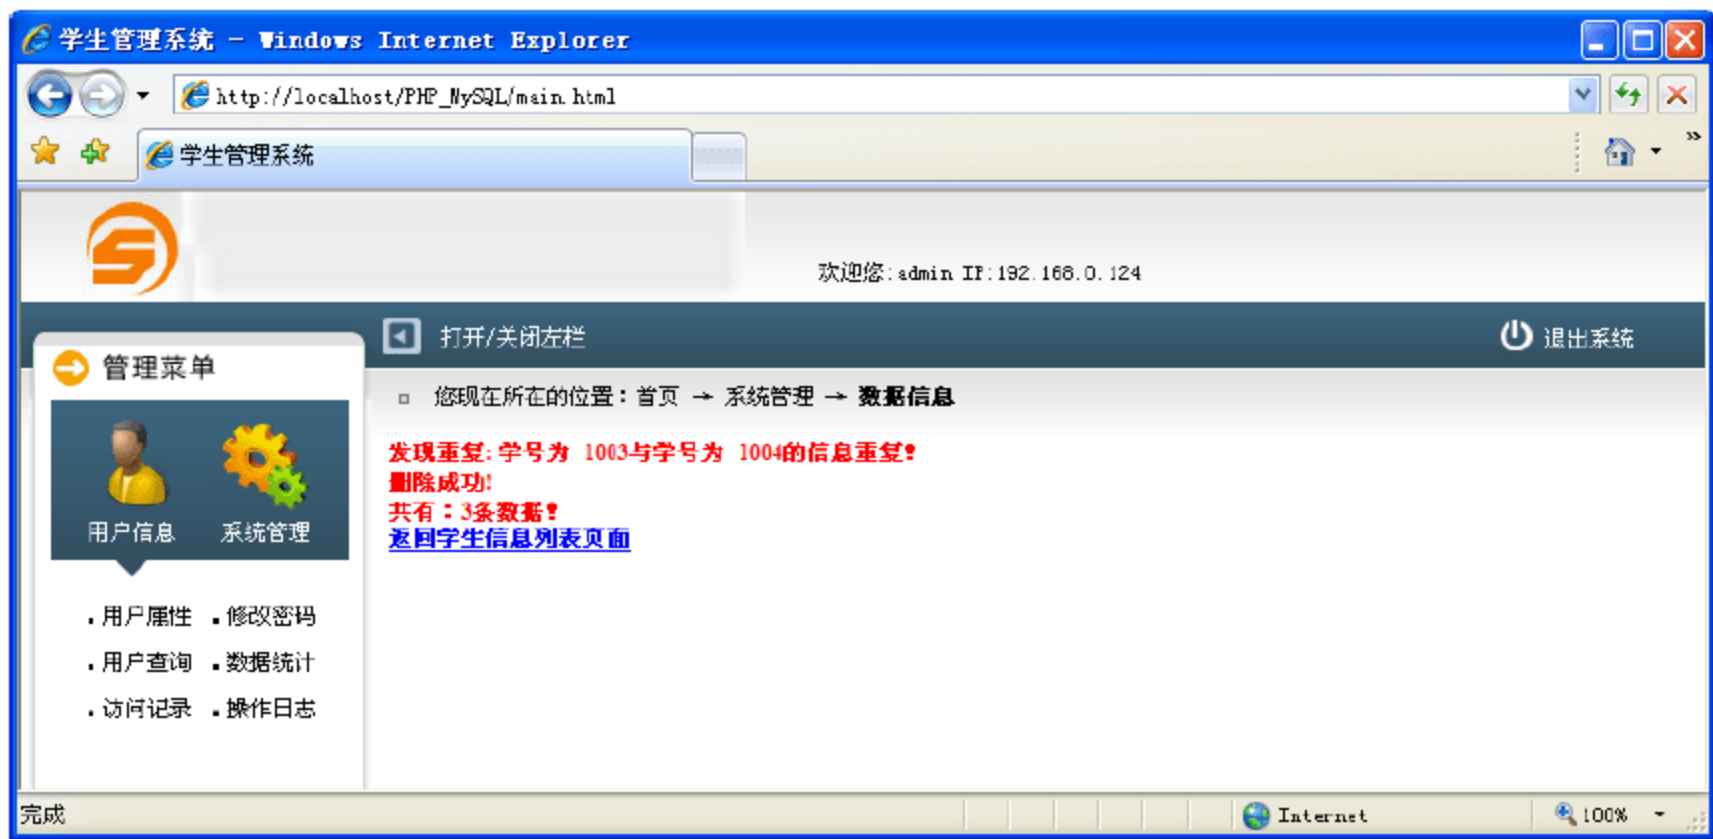 学生管理系统 - Windows Internet Explorer
http://localhost/PHP_MySQL/main.html
学生管理系统
欢迎您:admin IP:192.168.0.124
打开/关闭左栏
退出系统
管理菜单
您现在所在的位置：首页 → 系统管理 → 数据信息
发现重复:学号为 1003与学号为 1004的信息重复!
删除成功!
共有：3条数据!
返回学生信息列表页面
用户信息 系统管理
.用户属性 .修改密码
.用户查询 .数据统计
.访问记录 .操作日志
完成
Internet
100%